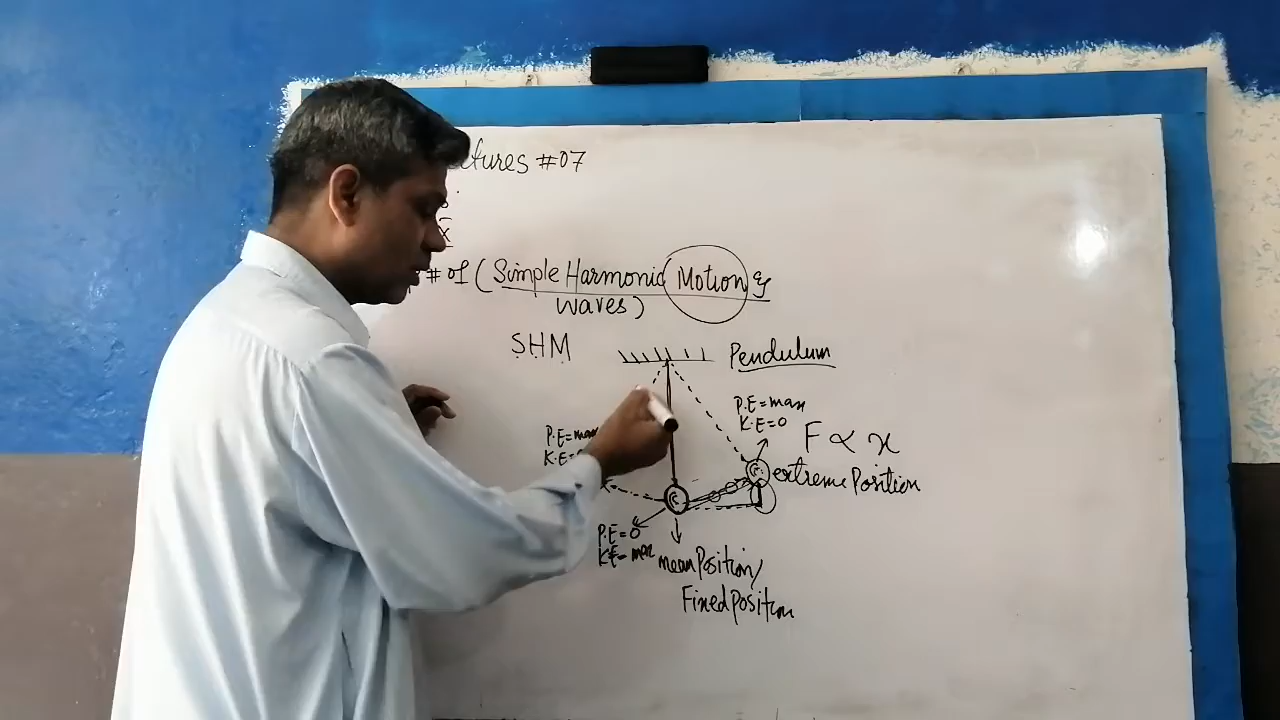 ctures #07
# 01 (Simple Harmonic Motion &
waves)
SHM
Pendulum
P.E=max
K.E=0
F ∝ x
extreme Position
P.E=max
K.E=
P.E=0
K.E=max
mean Position/
Fixed position